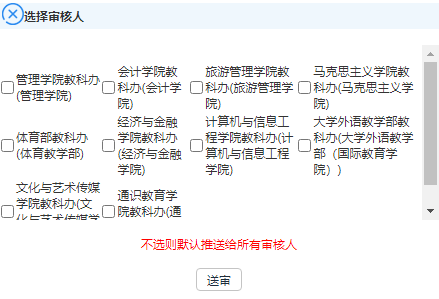 选择审核人
管理学院教科办
(管理学院)
会计学院教
科办(会计学
院)
旅游管理学院教
科办(旅游管理学
院)
马克思主义学院教
科办(马克思主义学
院)
体育部教科办
(体育教学部)
经济与金融
学院教科办
(经济与金融
学院)
计算机与信息工
程学院教科办(计
算机与信息工程
学院)
大学外语教学部教
科办(大学外语教学
部（国际教育学
院）)
文化与艺术传媒
学院教科办(文
化与艺术传媒学
通识教育学
院教科办(通
不选则默认推送给所有审核人
送审